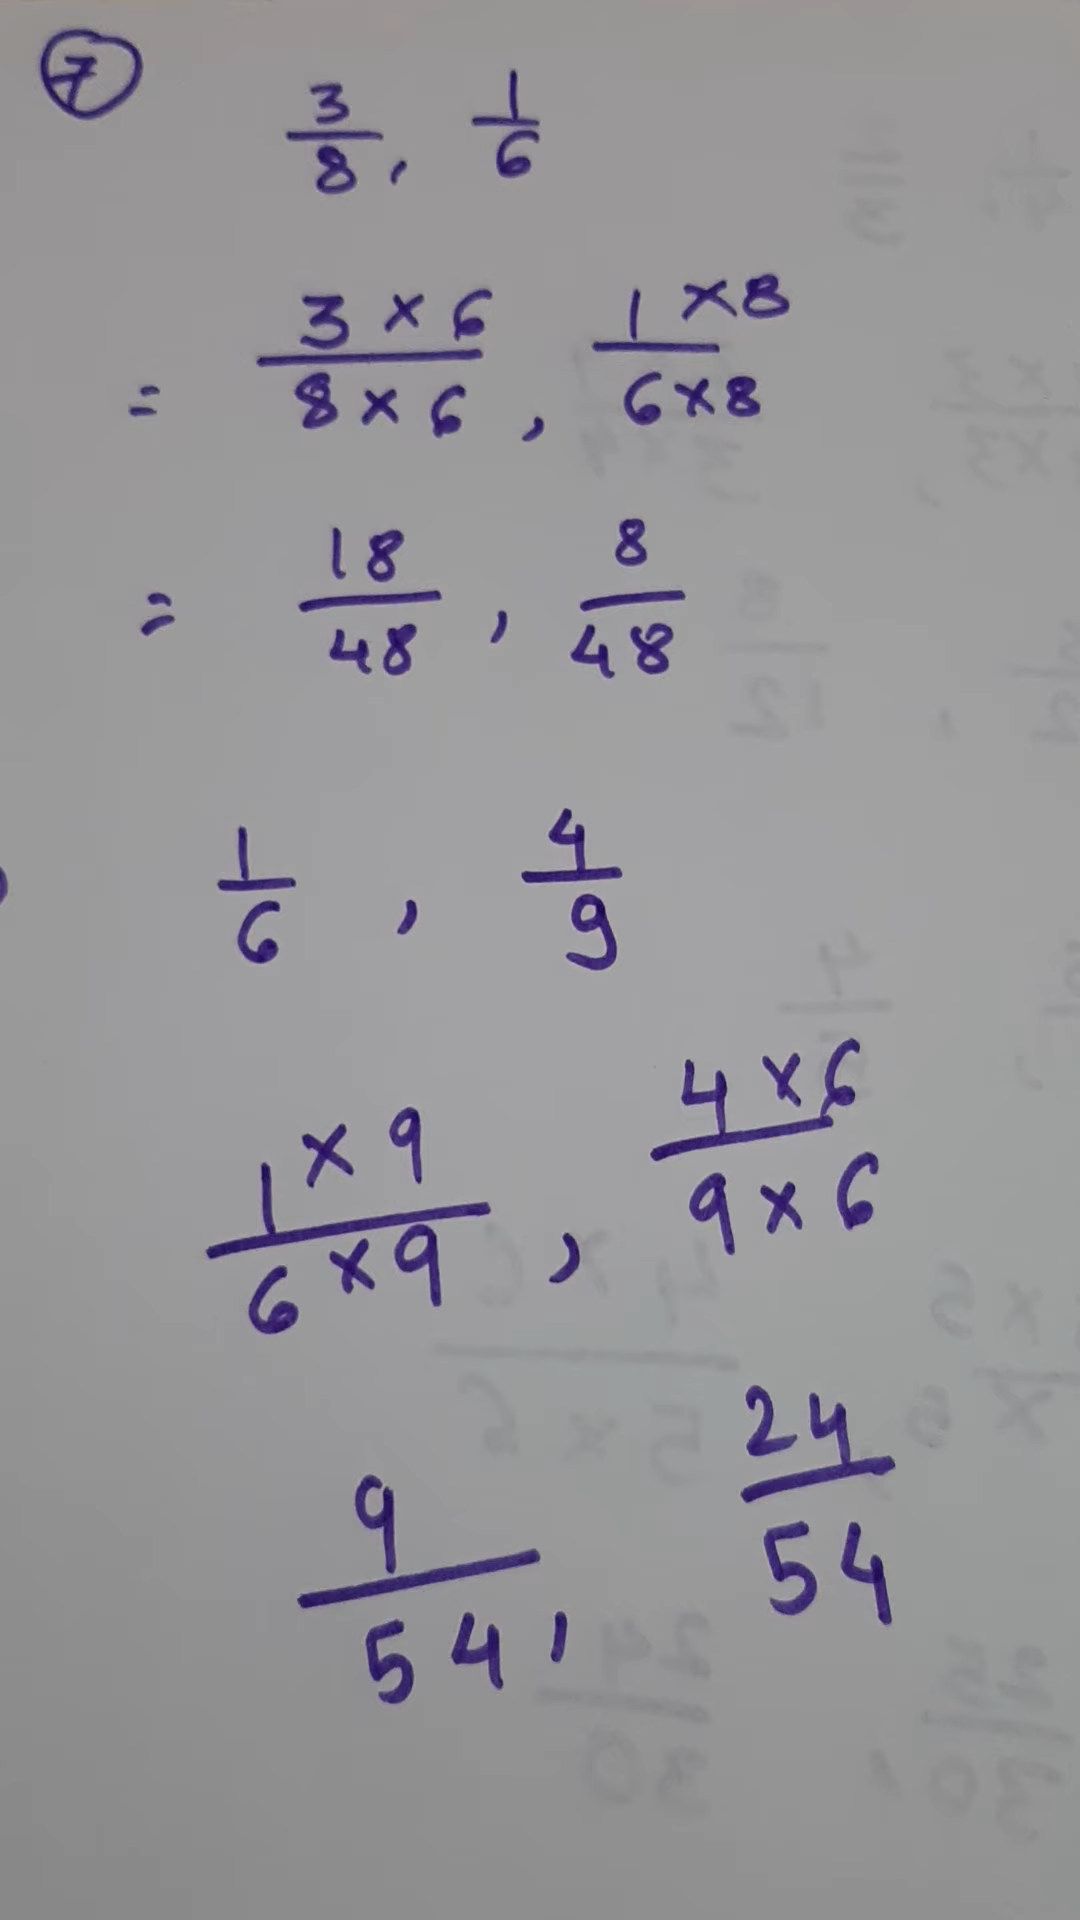 7
3/8, 1/6
= 3 × 6 / 8 × 6, 1 × 8 / 6 × 8
= 18/48, 8/48
1/6, 4/9
1 × 9 / 6 × 9, 4 × 6 / 9 × 6
9/54, 24/54